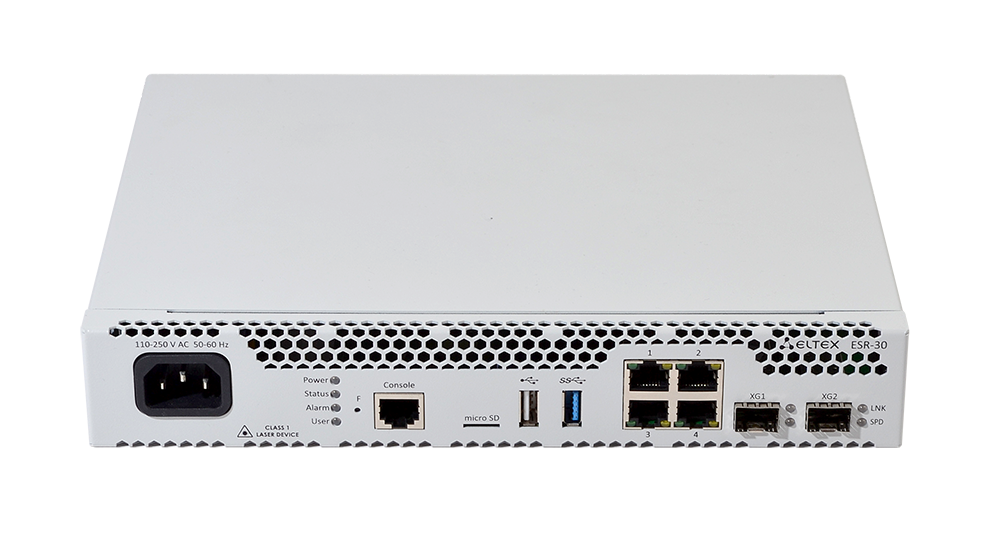 110-250 V AC 50-60 Hz
ELTEX ESR-30
Power
Status
Alarm
User
F
Console
CLASS 1
LASER DEVICE
micro SD
SS
1 2
3 4
XG1
XG2
LNK
SPD